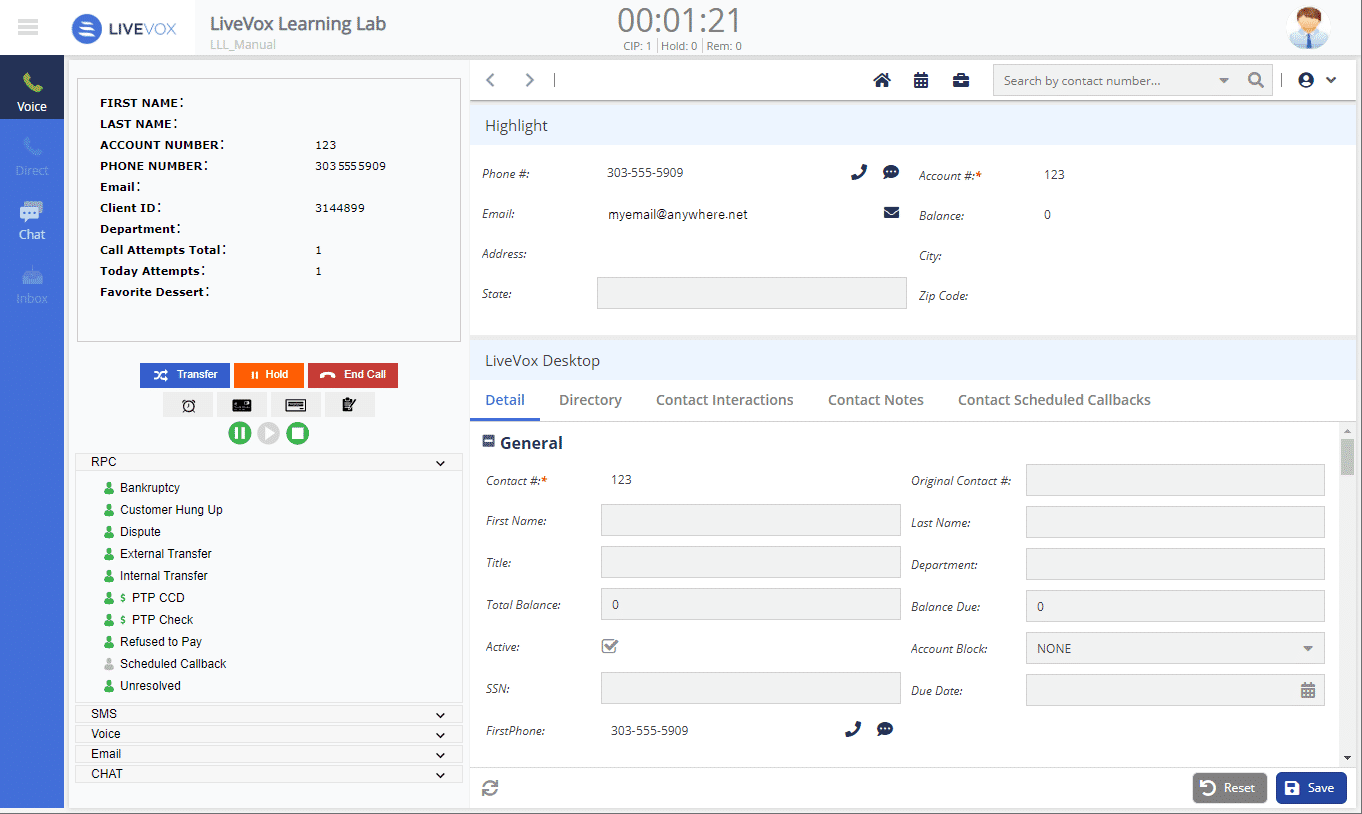 LIVEVOX
LiveVox Learning Lab
LLL_Manual
00:01:21
CIP: 1 | Hold: 0 | Rem: 0
Voice
Direct
Chat
Inbox
FIRST NAME:
LAST NAME:
ACCOUNT NUMBER: 123
PHONE NUMBER: 3035555909
Email:
Client ID: 3144899
Department:
Call Attempts Total: 1
Today Attempts: 1
Favorite Dessert:
Transfer Hold End Call
RPC
Bankruptcy
Customer Hung Up
Dispute
External Transfer
Internal Transfer
$ PTP CCD
$ PTP Check
Refused to Pay
Scheduled Callback
Unresolved
SMS
Voice
Email
CHAT
Search by contact number...
Highlight
Phone #: 303-555-5909 Account #:* 123
Email: myemail@anywhere.net Balance: 0
Address: City:
State: Zip Code:
LiveVox Desktop
Detail Directory Contact Interactions Contact Notes Contact Scheduled Callbacks
General
Contact #:* 123 Original Contact #:
First Name: Last Name:
Title: Department:
Total Balance: 0 Balance Due: 0
Active: Account Block: NONE
SSN: Due Date:
FirstPhone: 303-555-5909
Reset Save